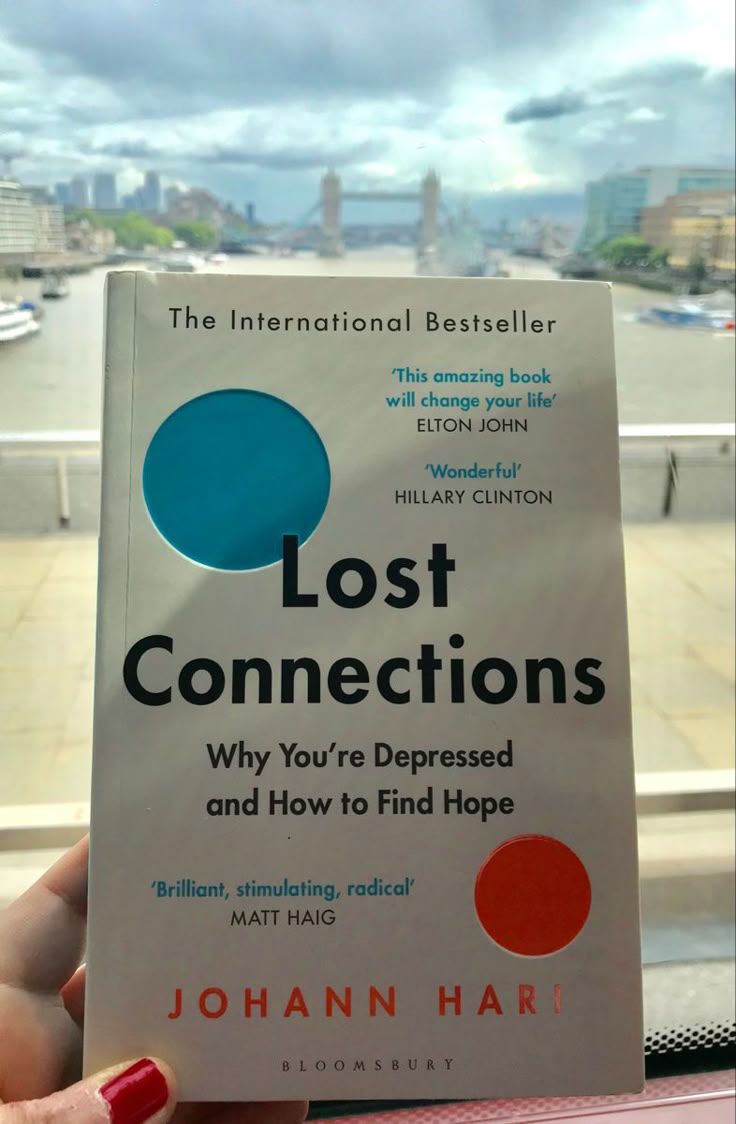 The International Bestseller
‘This amazing book
will change your life’
ELTON JOHN
‘Wonderful’
HILLARY CLINTON
Lost
Connections
Why You’re Depressed
and How to Find Hope
‘Brilliant, stimulating, radical’
MATT HAIG
JOHANN HARI
BLOOMSBURY